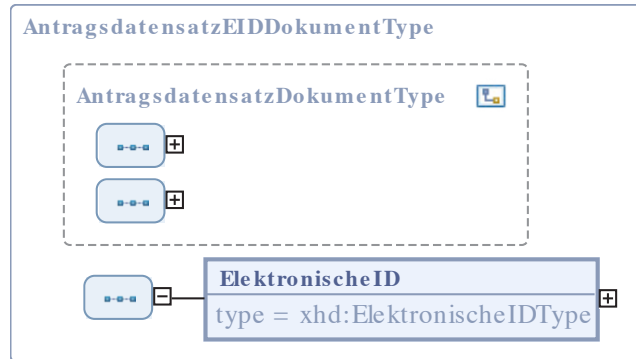 AntragsdatensatzEIDDokumentType
AntragsdatensatzDokumentType
ElektronischeID
type = xhd:ElektronischeIDType